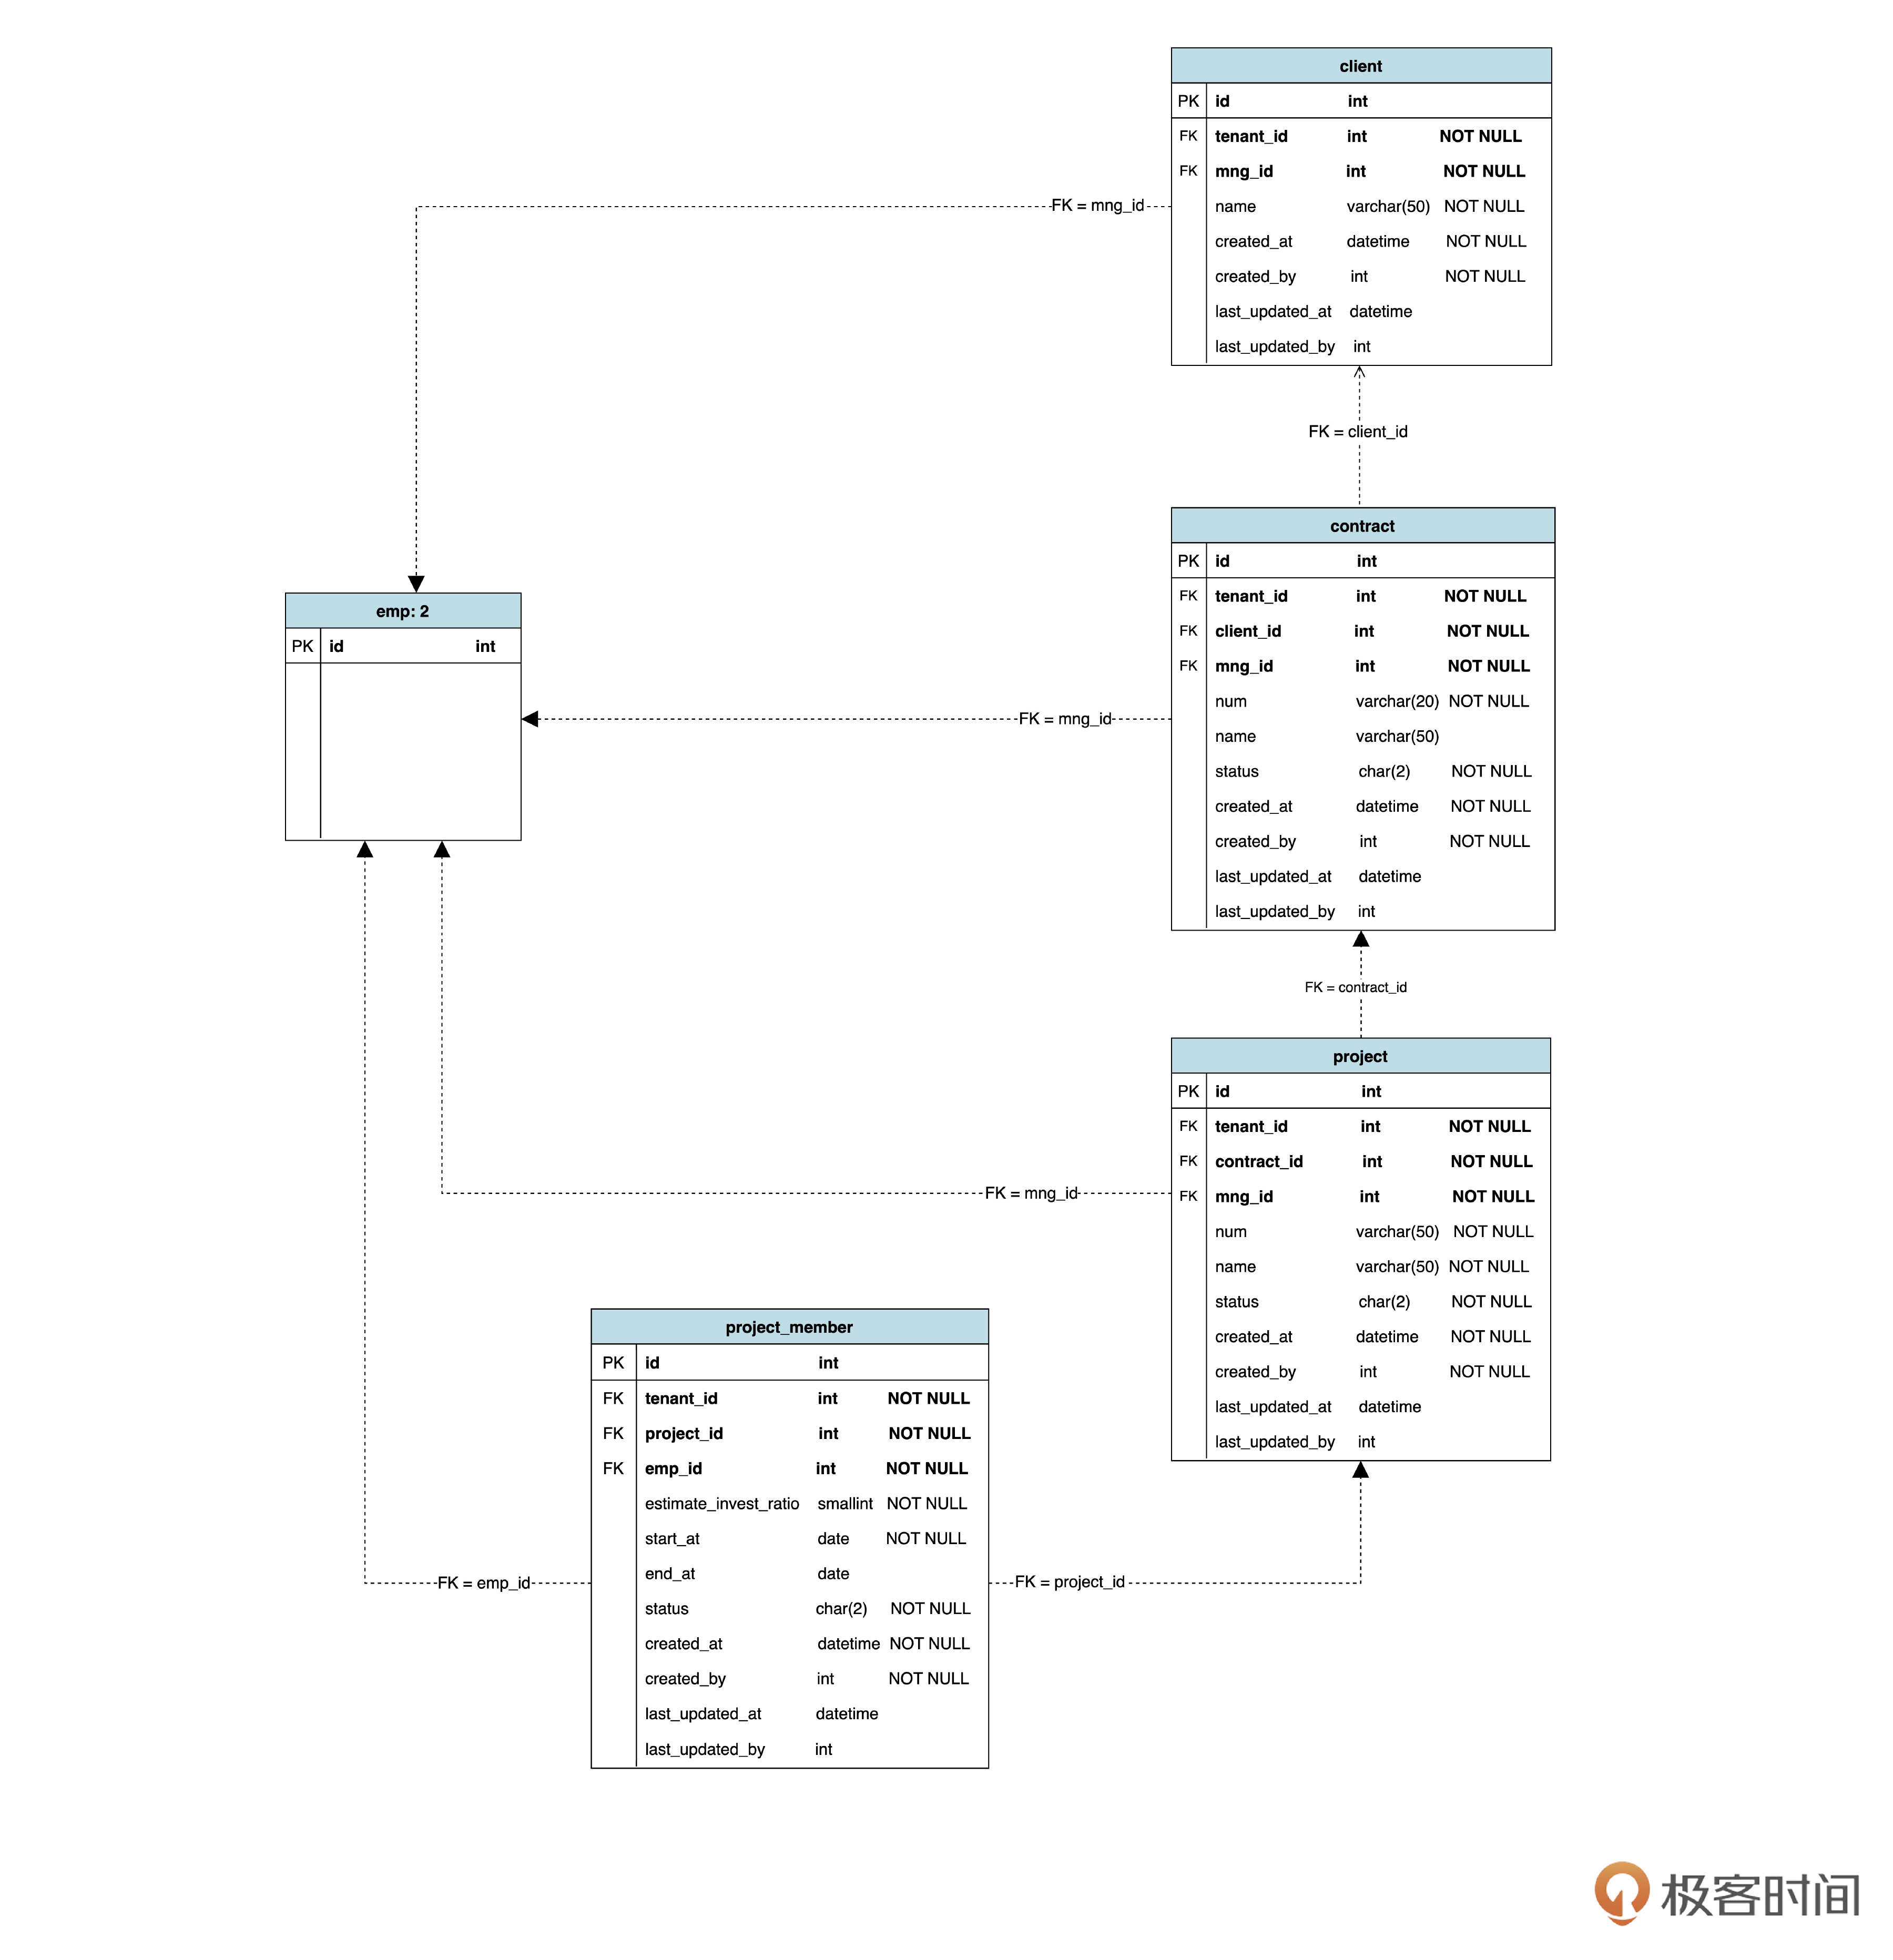 client
PK id int
FK tenant_id int NOT NULL
FK mng_id int NOT NULL
name varchar(50) NOT NULL
created_at datetime NOT NULL
created_by int NOT NULL
last_updated_at datetime
last_updated_by int
FK = mng_id
FK = client_id
contract
PK id int
FK tenant_id int NOT NULL
FK client_id int NOT NULL
FK mng_id int NOT NULL
num varchar(20) NOT NULL
name varchar(50)
status char(2) NOT NULL
created_at datetime NOT NULL
created_by int NOT NULL
last_updated_at datetime
last_updated_by int
emp: 2
PK id int
FK = mng_id
FK = contract_id
project
PK id int
FK tenant_id int NOT NULL
FK contract_id int NOT NULL
FK mng_id int NOT NULL
num varchar(50) NOT NULL
name varchar(50) NOT NULL
status char(2) NOT NULL
created_at datetime NOT NULL
created_by int NOT NULL
last_updated_at datetime
last_updated_by int
FK = mng_id
project_member
PK id int
FK tenant_id int NOT NULL
FK project_id int NOT NULL
FK emp_id int NOT NULL
estimate_invest_ratio smallint NOT NULL
start_at date NOT NULL
end_at date
status char(2) NOT NULL
created_at datetime NOT NULL
created_by int NOT NULL
last_updated_at datetime
last_updated_by int
FK = emp_id
FK = project_id
极客时间